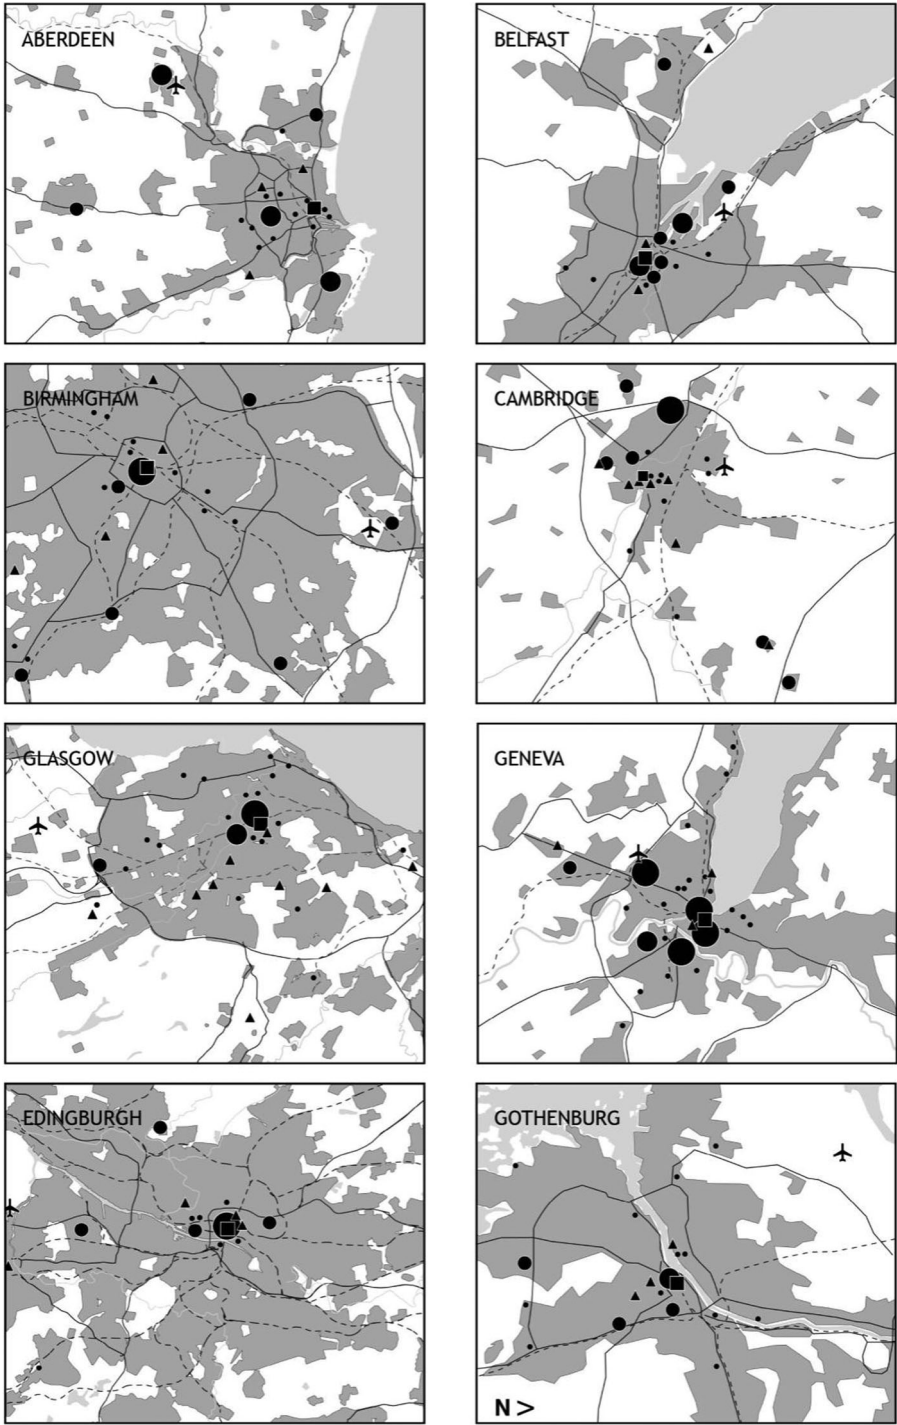 ABERDEEN
BELFAST
BIRMINGHAM
CAMBRIDGE
GLASGOW
GENEVA
EDINGBURGH
GOTHENBURG
N >